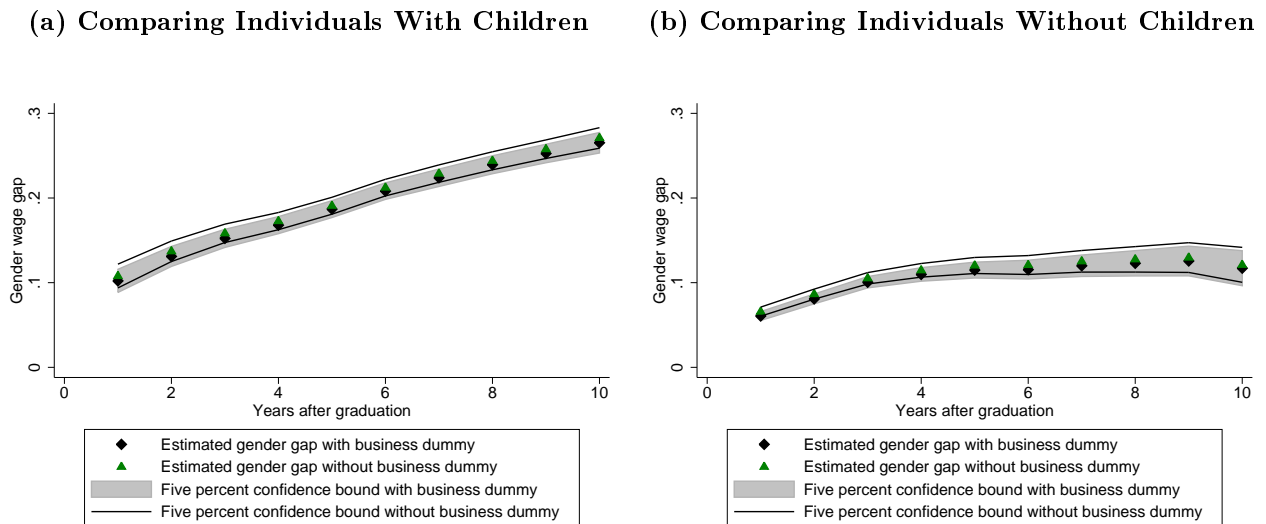 (a) Comparing Individuals With Children
Gender wage gap
.3
.2
.1
0
0 2 4 6 8 10
Years after graduation
Estimated gender gap with business dummy
Estimated gender gap without business dummy
Five percent confidence bound with business dummy
Five percent confidence bound without business dummy
(b) Comparing Individuals Without Children
Gender wage gap
.3
.2
.1
0
0 2 4 6 8 10
Years after graduation
Estimated gender gap with business dummy
Estimated gender gap without business dummy
Five percent confidence bound with business dummy
Five percent confidence bound without business dummy